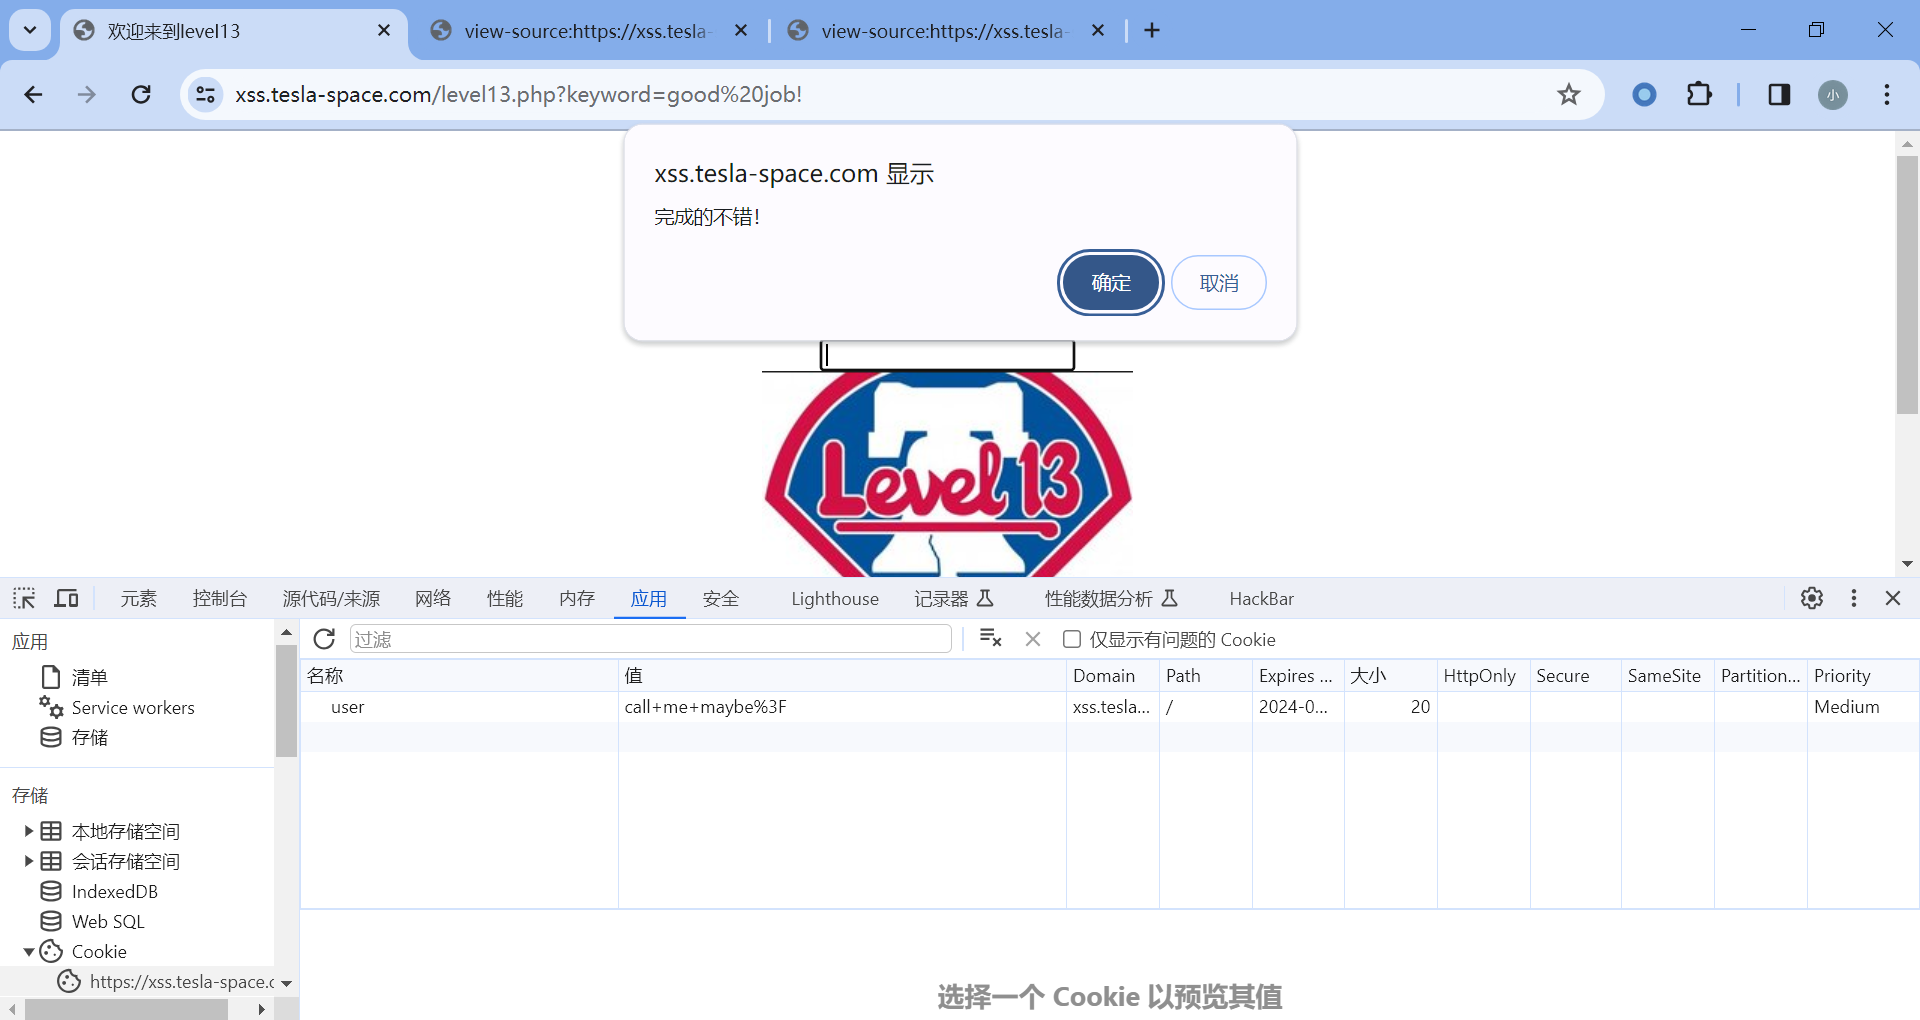 欢迎来到level13
view-source:https://xss.tesla-
view-source:https://xss.tesla-
xss.tesla-space.com/level13.php?keyword=good%20job!
小
xss.tesla-space.com 显示
完成的不错!
确定 取消
Level 13
元素 控制台 源代码/来源 网络 性能 内存 应用 安全 Lighthouse 记录器 性能数据分析 HackBar
应用
清单
Service workers
存储
存储
本地存储空间
会话存储空间
IndexedDB
Web SQL
Cookie
https://xss.tesla-space.c
过滤 仅显示有问题的 Cookie
名称 值 Domain Path Expires ... 大小 HttpOnly Secure SameSite Partition... Priority
user call+me+maybe%3F xss.tesla... / 2024-0... 20 Medium
选择一个 Cookie 以预览其值